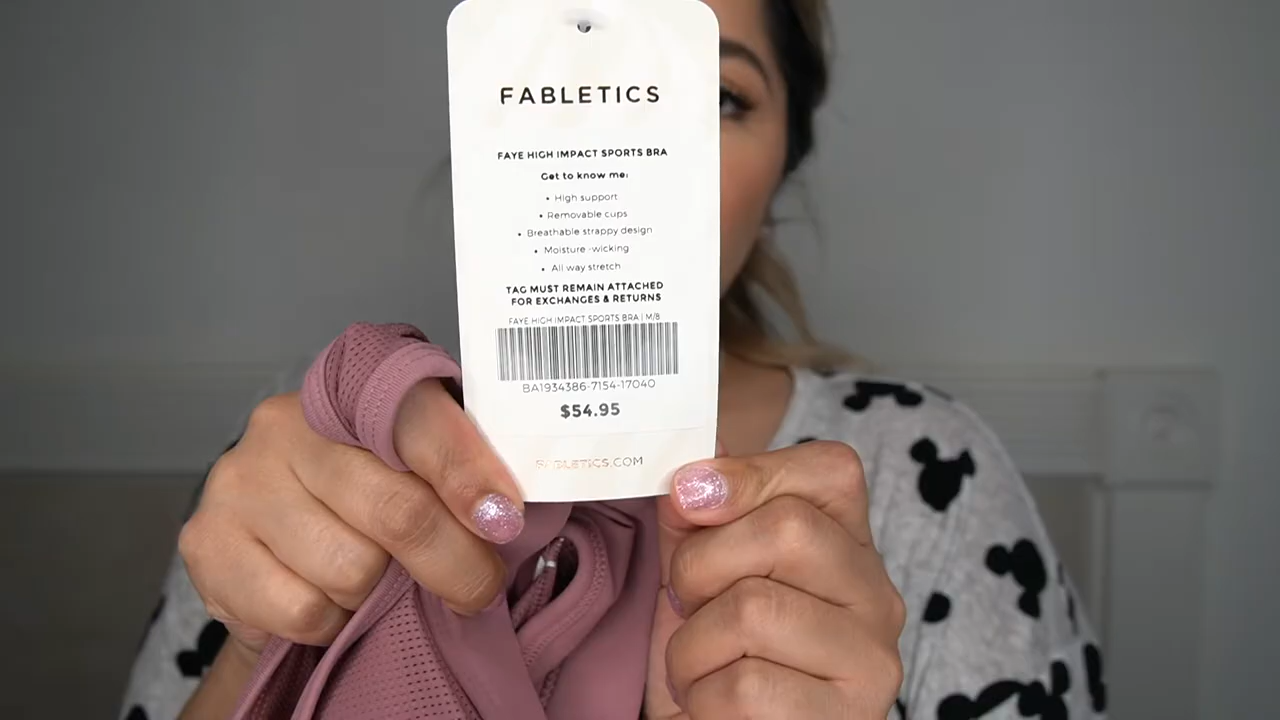 FABLETICS
FAYE HIGH IMPACT SPORTS BRA
Get to know me:
• High support
• Removable cups
• Breathable strappy design
• Moisture -wicking
• All way stretch
TAG MUST REMAIN ATTACHED
FOR EXCHANGES & RETURNS
FAYE HIGH IMPACT SPORTS BRA | M/8
BA1934386-7154-17040
$54.95
FABLETICS.COM